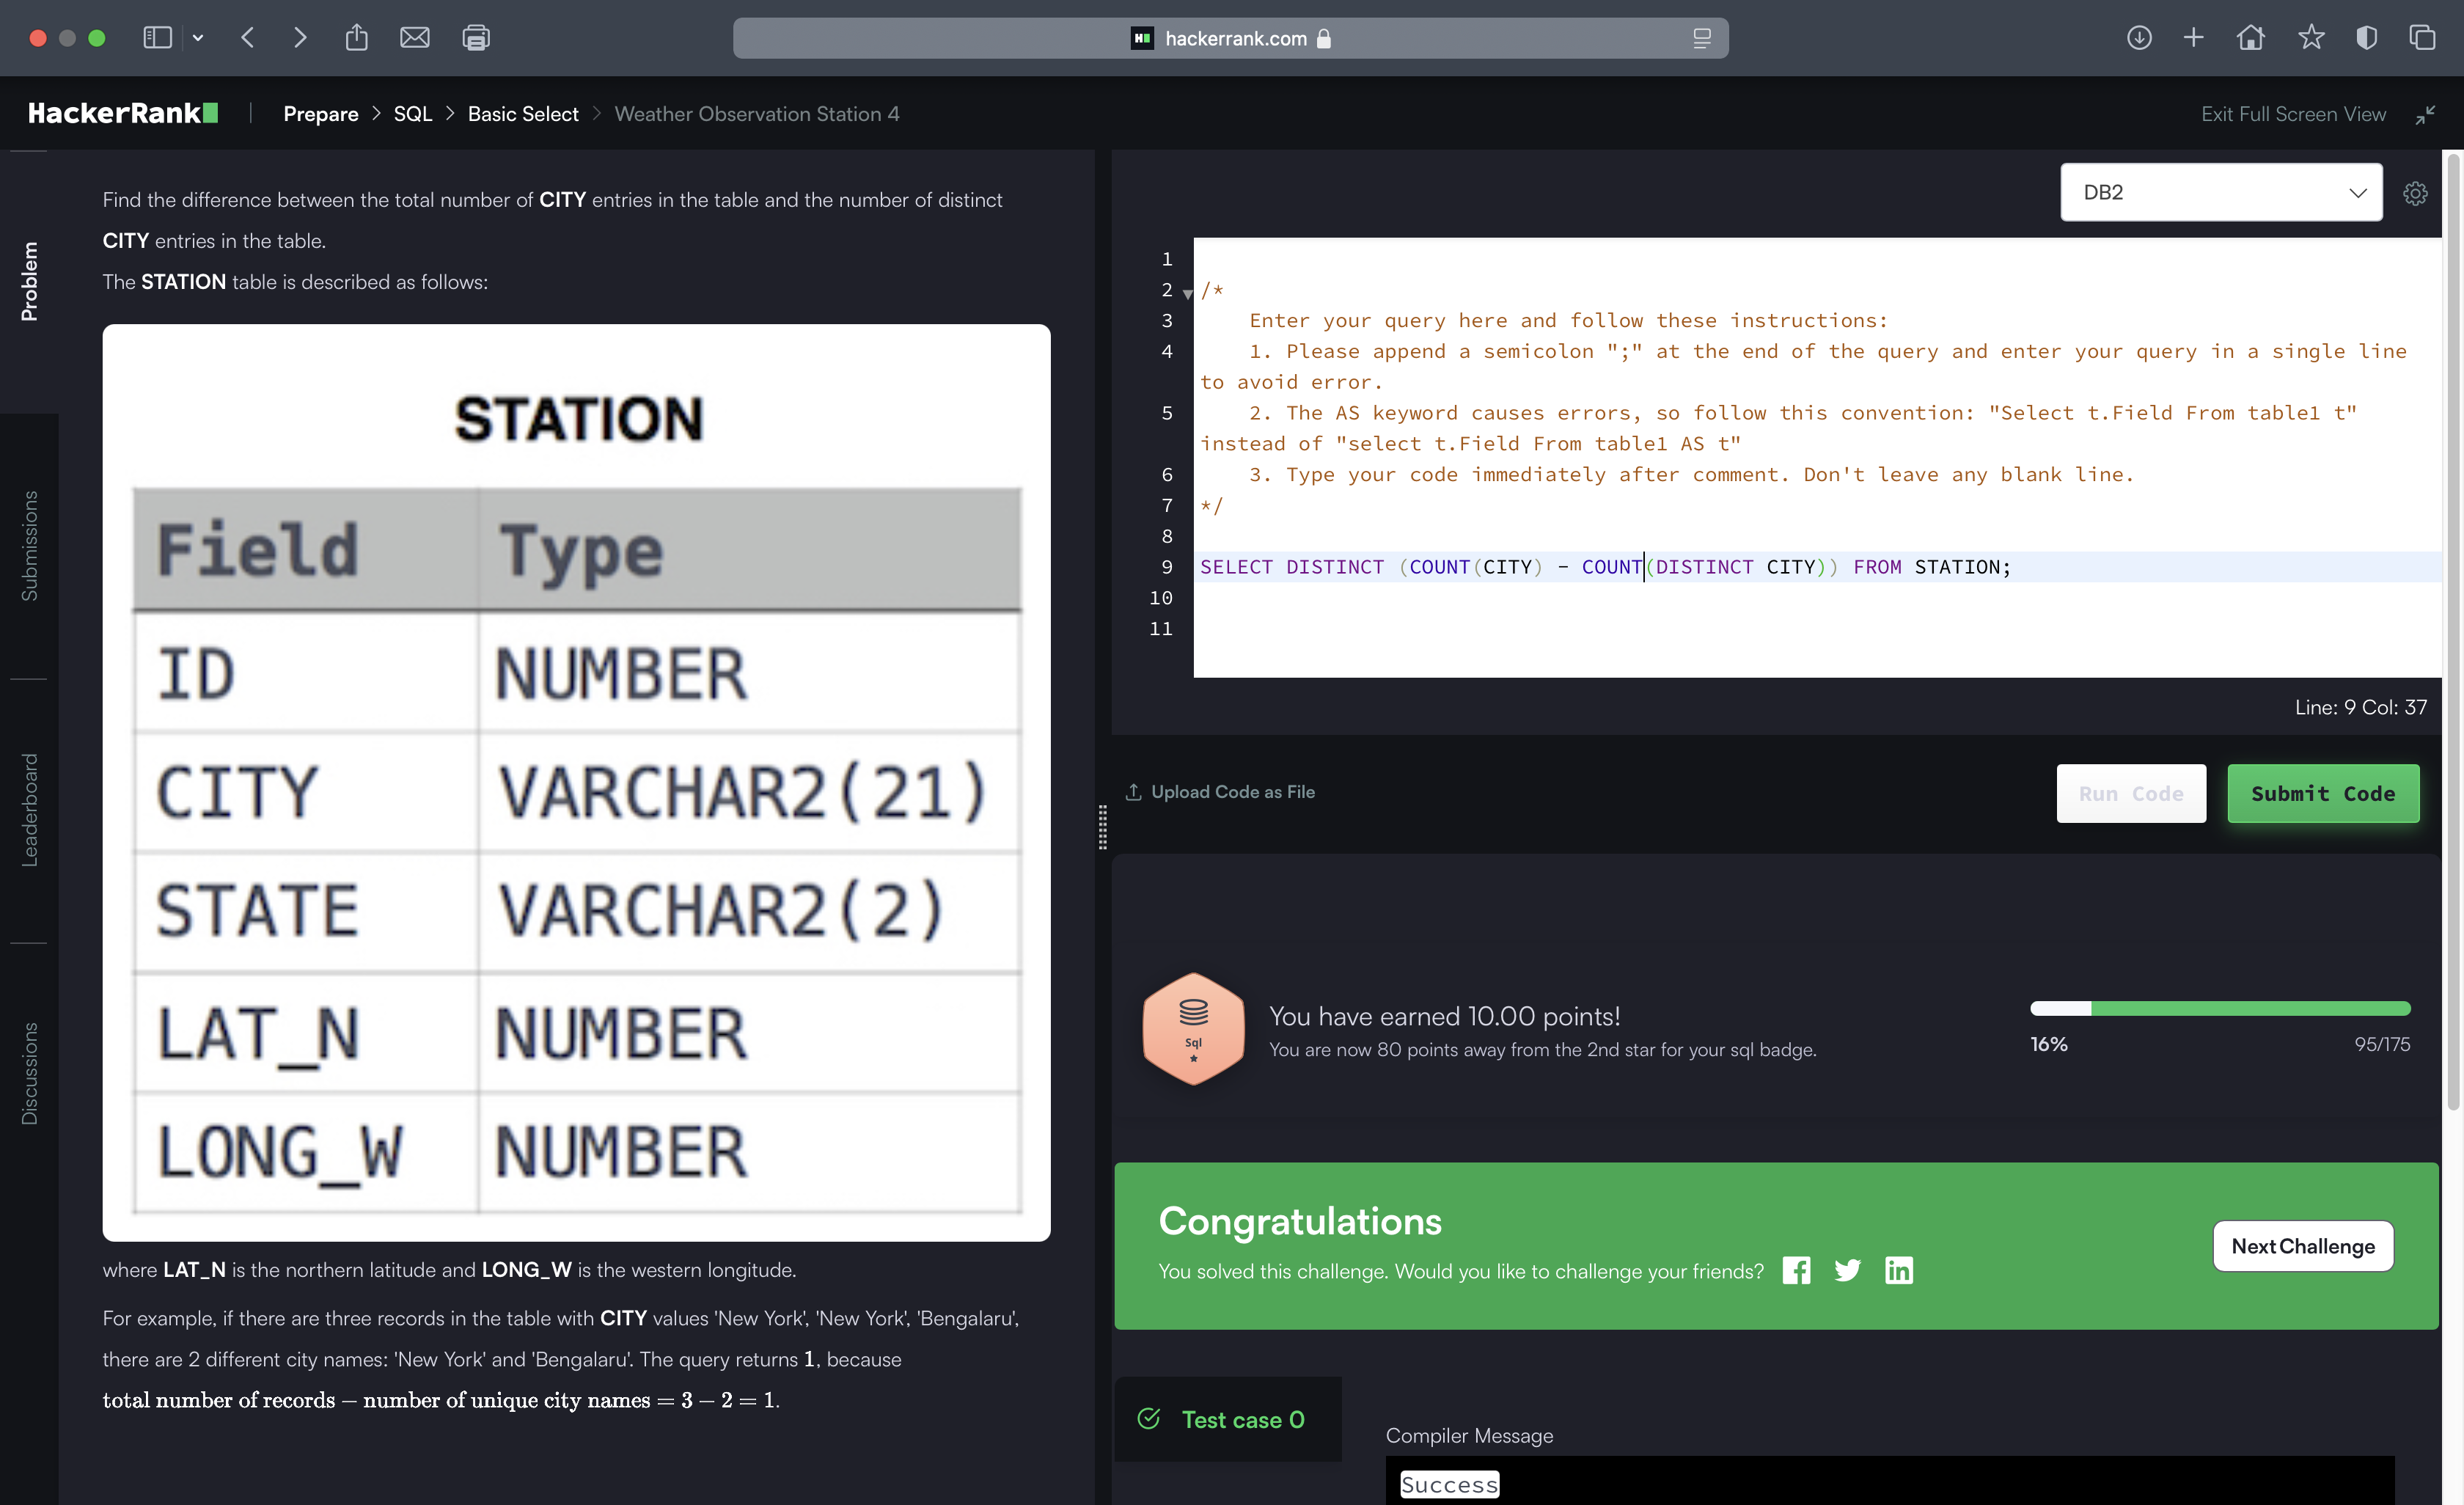 hackerrank.com
HackerRank
Prepare > SQL > Basic Select > Weather Observation Station 4
Exit Full Screen View
Problem
Submissions
Leaderboard
Discussions
Find the difference between the total number of CITY entries in the table and the number of distinct
CITY entries in the table.
The STATION table is described as follows:
STATION
Field Type
ID NUMBER
CITY VARCHAR2(21)
STATE VARCHAR2(2)
LAT_N NUMBER
LONG_W NUMBER
where LAT_N is the northern latitude and LONG_W is the western longitude.
For example, if there are three records in the table with CITY values 'New York', 'New York', 'Bengalaru',
there are 2 different city names: 'New York' and 'Bengalaru'. The query returns 1, because
total number of records − number of unique city names = 3 − 2 = 1.
DB2
1
2 /*
3 Enter your query here and follow these instructions:
4 1. Please append a semicolon ";" at the end of the query and enter your query in a single line
to avoid error.
5 2. The AS keyword causes errors, so follow this convention: "Select t.Field From table1 t"
instead of "select t.Field From table1 AS t"
6 3. Type your code immediately after comment. Don't leave any blank line.
7 */
8
9 SELECT DISTINCT (COUNT(CITY) - COUNT(DISTINCT CITY)) FROM STATION;
10
11
Line: 9 Col: 37
Upload Code as File
Run Code
Submit Code
Sql
You have earned 10.00 points!
You are now 80 points away from the 2nd star for your sql badge.
16% 95/175
Congratulations
You solved this challenge. Would you like to challenge your friends?
Next Challenge
Test case 0
Compiler Message
Success